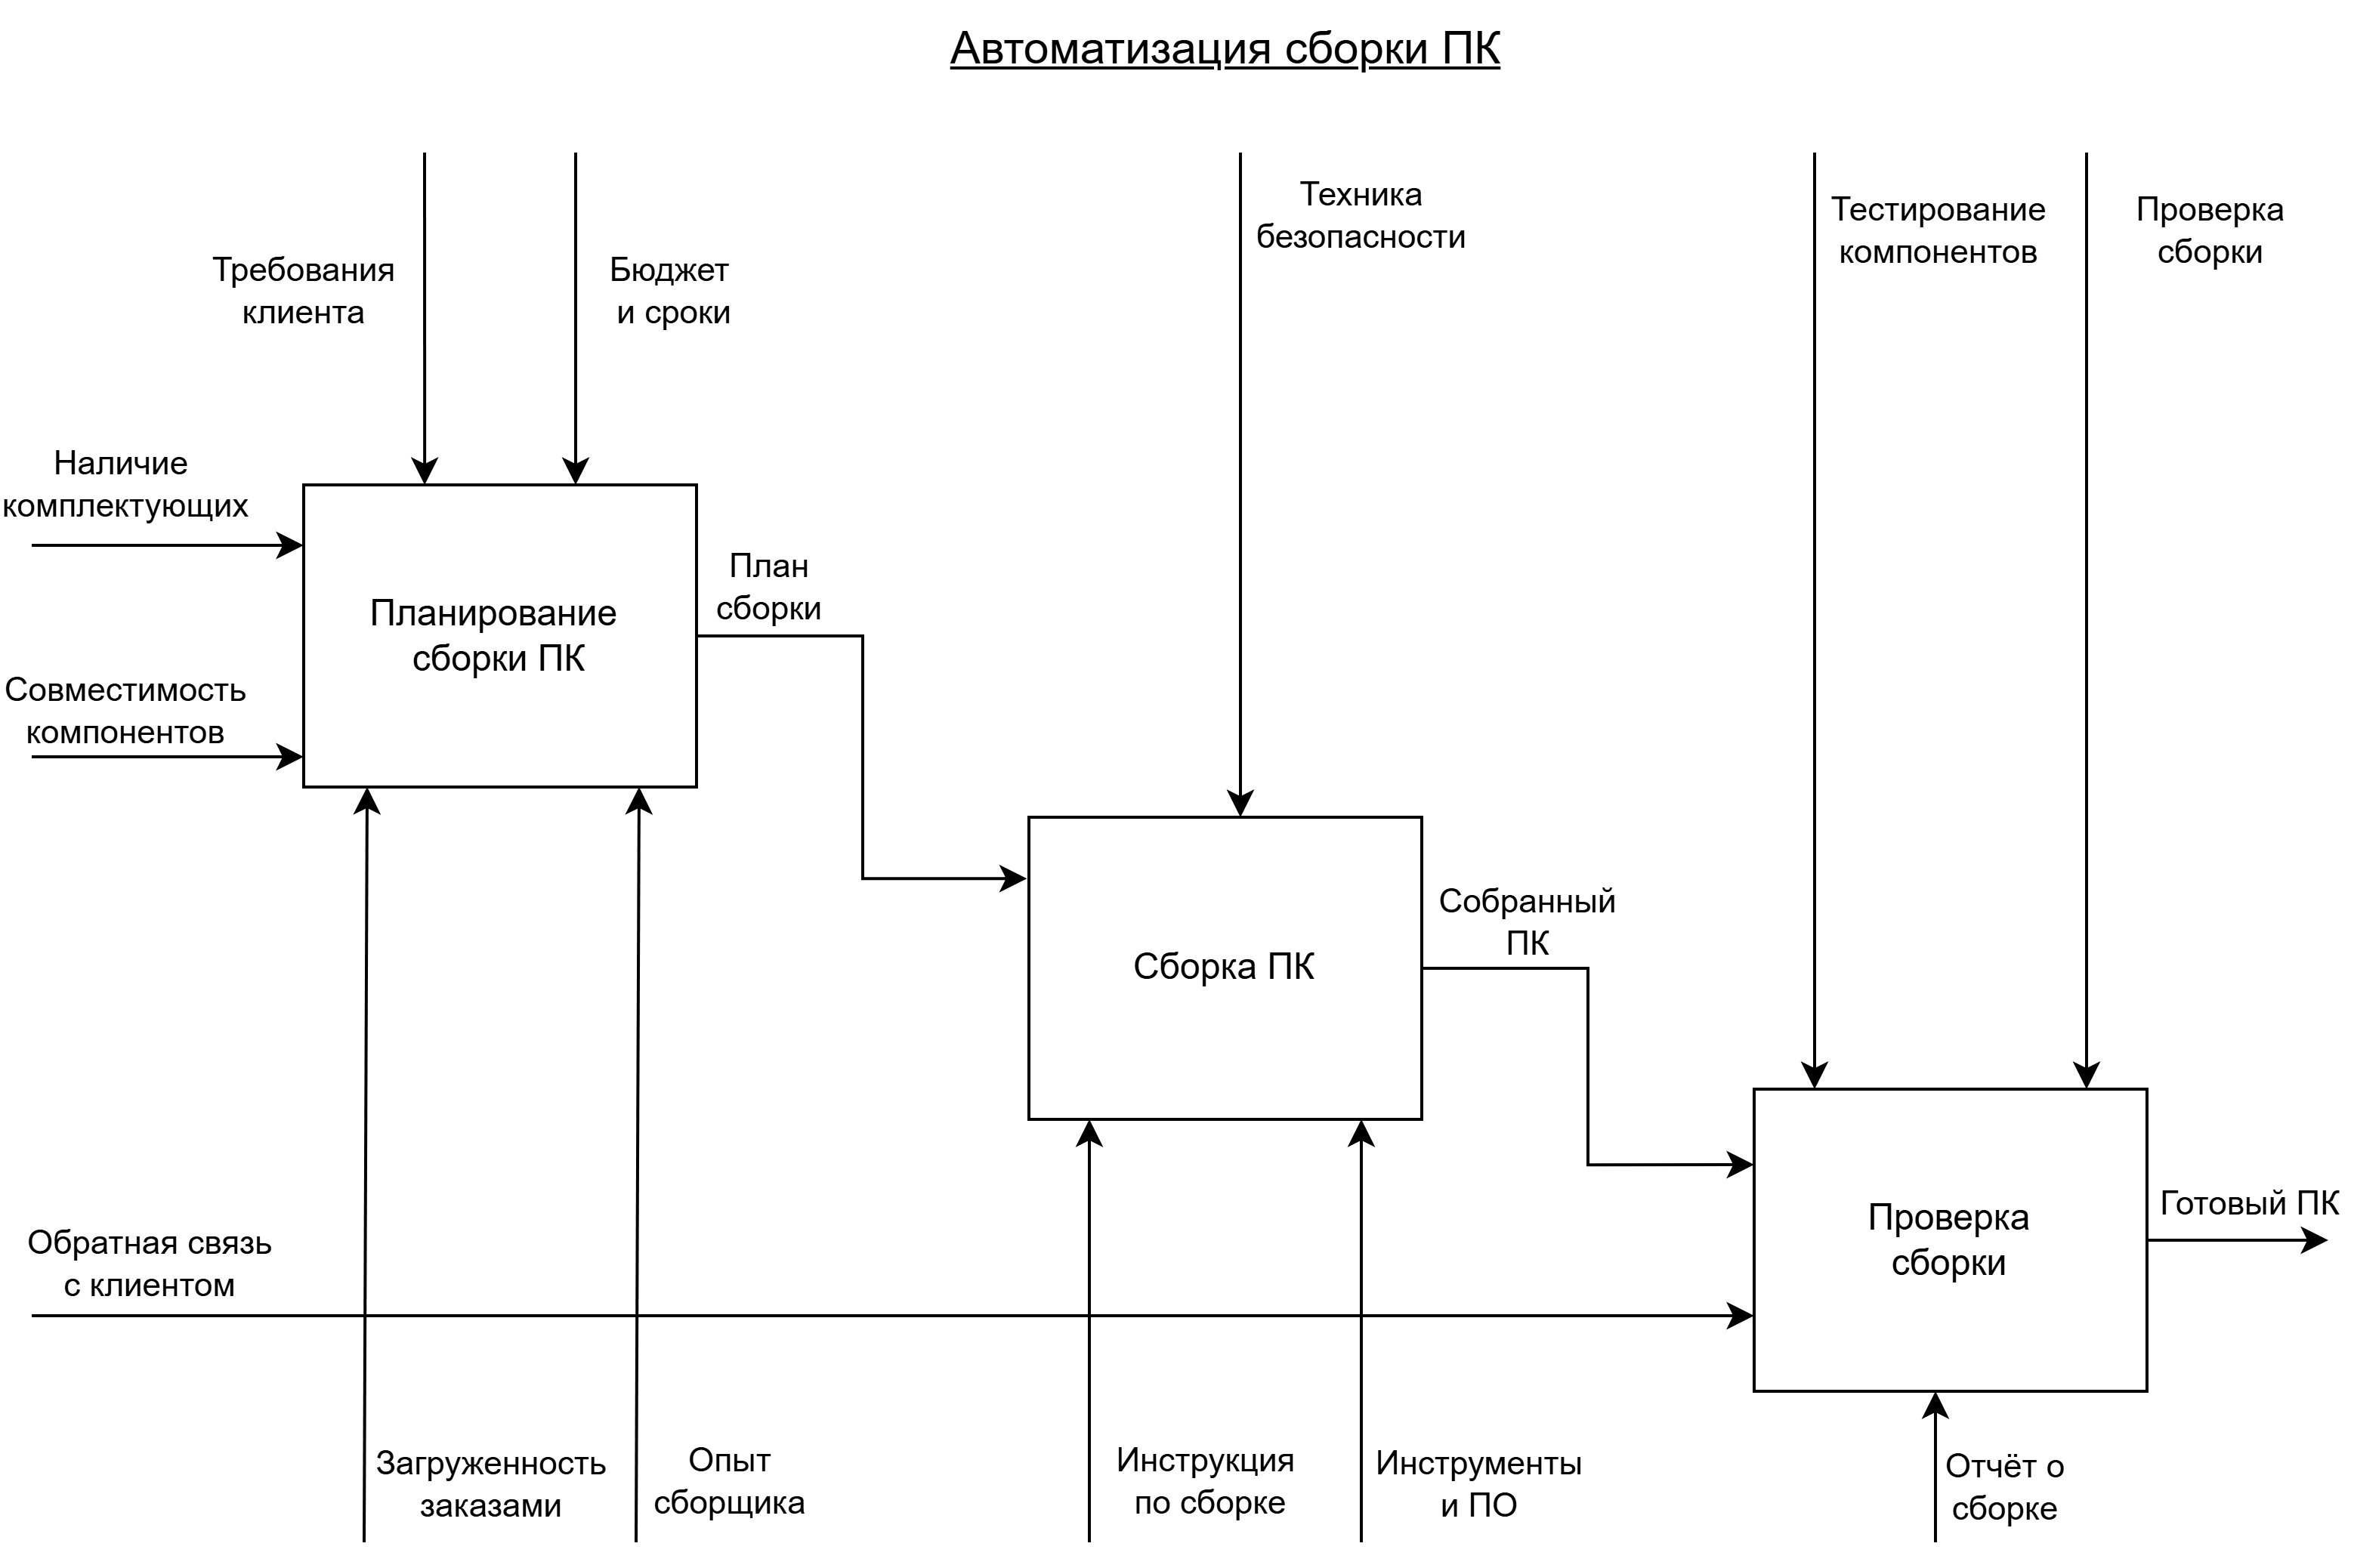 Автоматизация сборки ПК
Требования
клиента
Бюджет
и сроки
Техника
безопасности
Тестирование
компонентов
Проверка
сборки
Наличие
комплектующих
Совместимость
компонентов
Планирование
сборки ПК
План
сборки
Сборка ПК
Собранный
ПК
Обратная связь
с клиентом
Проверка
сборки
Готовый ПК
Загруженность
заказами
Опыт
сборщика
Инструкция
по сборке
Инструменты
и ПО
Отчёт о
сборке